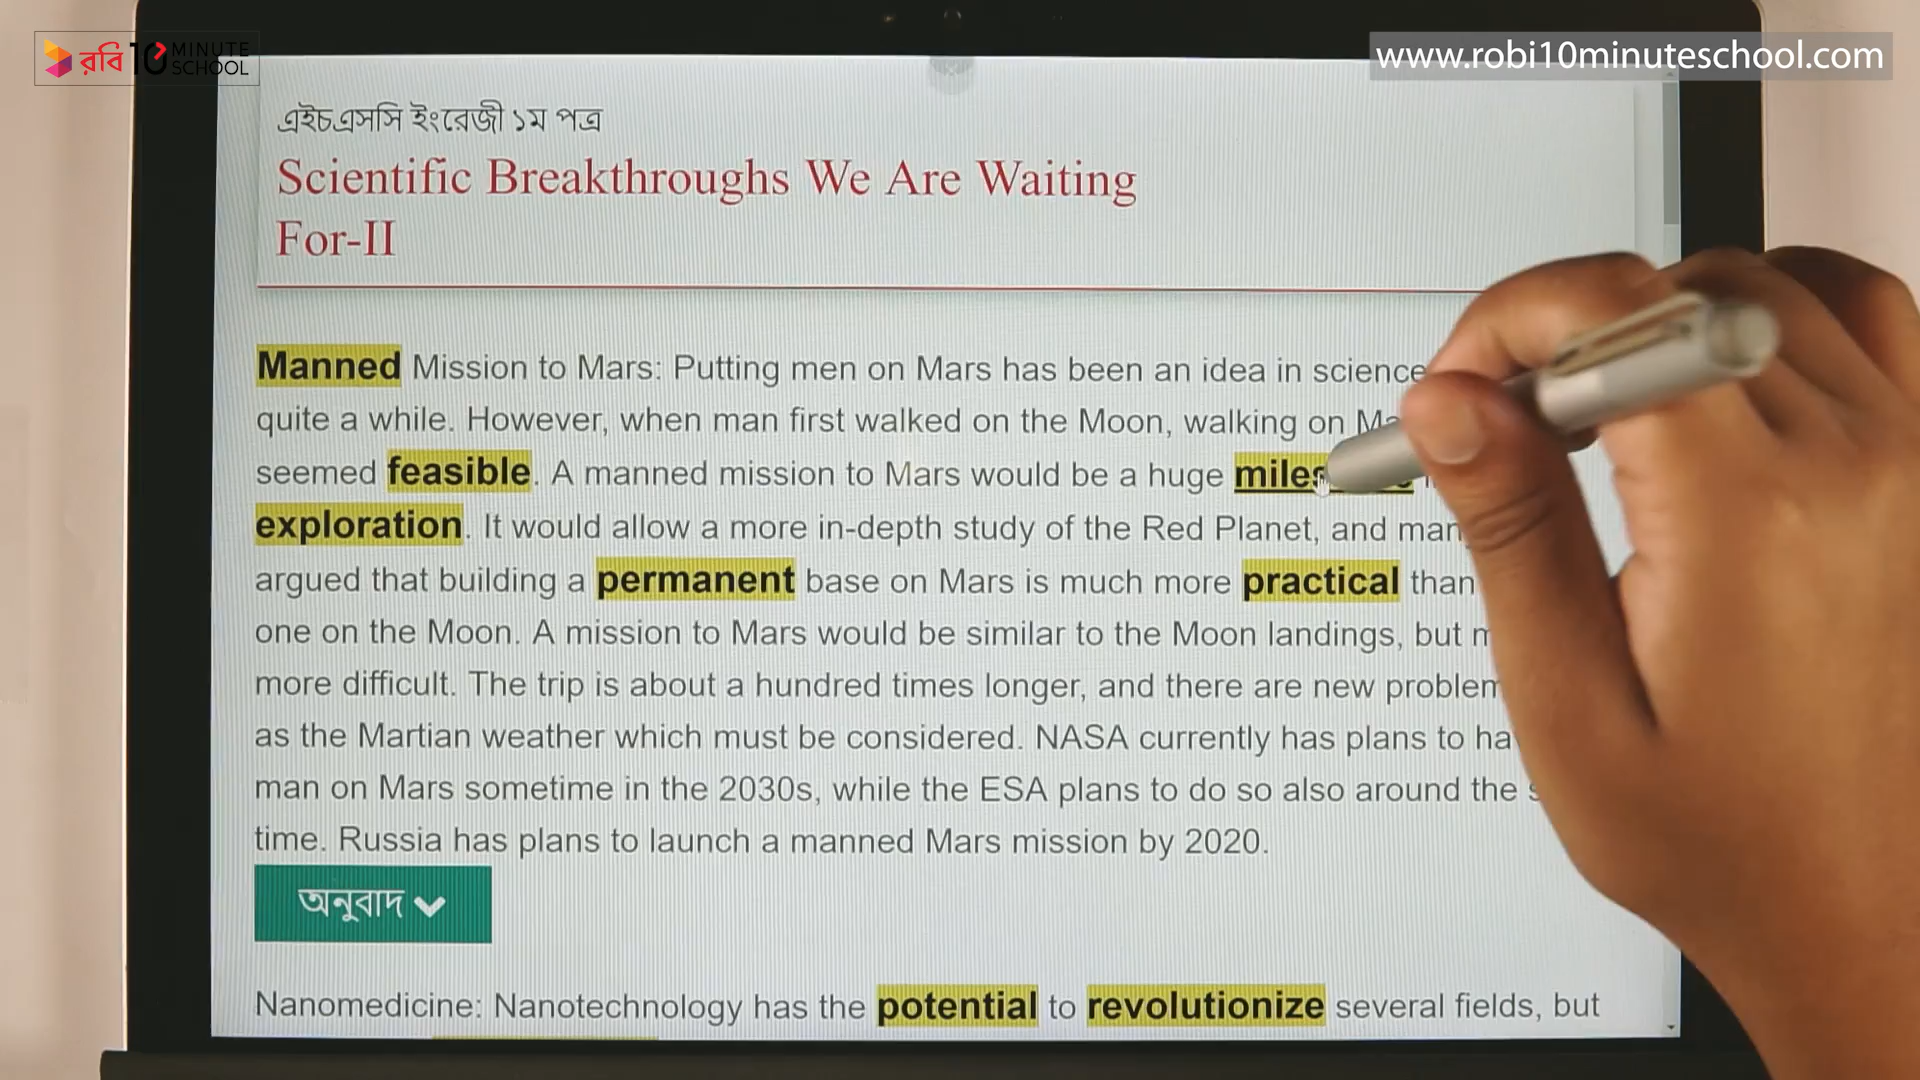 রবি 10 MINUTE SCHOOL
www.robi10minuteschool.com
এইচএসসি ইংরেজী ১ম পত্র
Scientific Breakthroughs We Are Waiting
For-II
Manned Mission to Mars: Putting men on Mars has been an idea in science
quite a while. However, when man first walked on the Moon, walking on
seemed feasible. A manned mission to Mars would be a huge
exploration. It would allow a more in-depth study of the Red Planet, and
argued that building a permanent base on Mars is much more practical than
one on the Moon. A mission to Mars would be similar to the Moon landings, but
more difficult. The trip is about a hundred times longer, and there are new
as the Martian weather which must be considered. NASA currently has plans to
man on Mars sometime in the 2030s, while the ESA plans to do so also around the
time. Russia has plans to launch a manned Mars mission by 2020.
অনুবাদ
Nanomedicine: Nanotechnology has the potential to revolutionize several fields, but